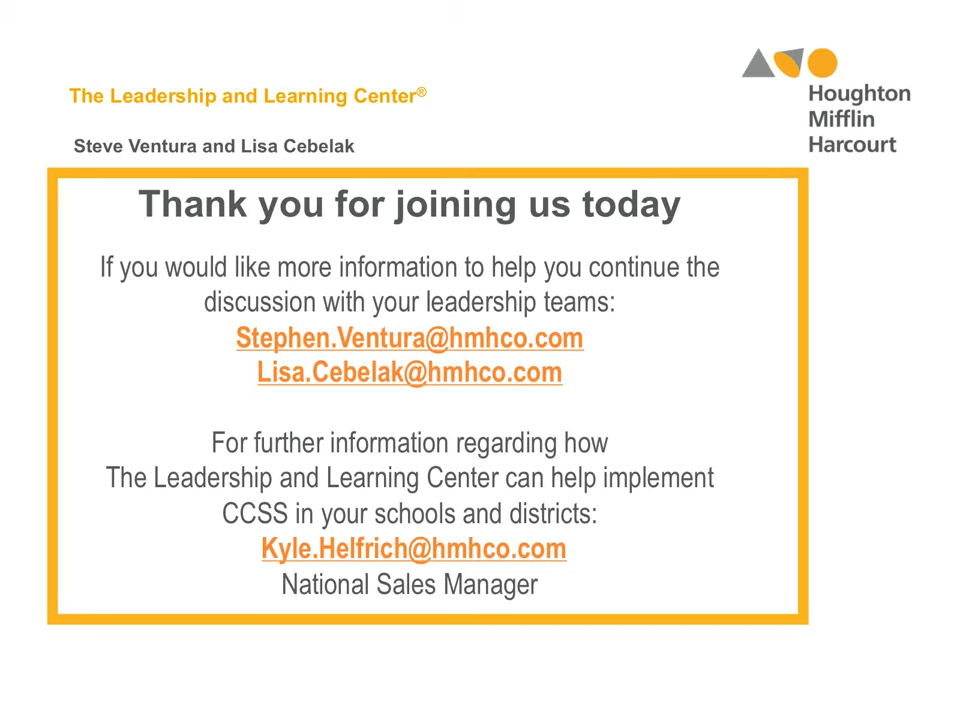 The Leadership and Learning Center®
Houghton
Mifflin
Harcourt
Steve Ventura and Lisa Cebelak
Thank you for joining us today
If you would like more information to help you continue the
discussion with your leadership teams:
Stephen.Ventura@hmhco.com
Lisa.Cebelak@hmhco.com
For further information regarding how
The Leadership and Learning Center can help implement
CCSS in your schools and districts:
Kyle.Helfrich@hmhco.com
National Sales Manager